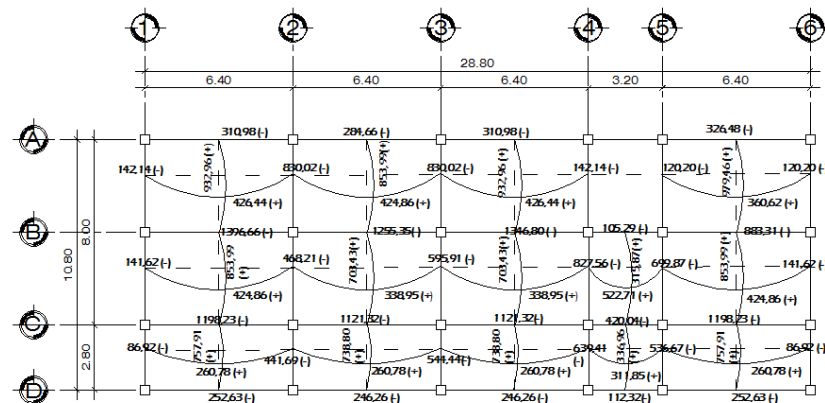 1 2 3 4 5 6
28.80
6.40 6.40 6.40 3.20 6.40
A
310,98 (-) 284,66 (-) 310,98 (-) 326,48 (-)
932,96 (+) 853,99 (+) 932,96 (+) 979,46 (+)
142,14 (-) 830,02 (-) 830,02 (-) 142,14 (-) 120,20 (-) 120,20 (-)
426,44 (+) 424,86 (+) 426,44 (+) 360,62 (+)
8.00
B
1396,66 (-) 1255,35 (-) 1346,80 (-) 105,29 (-) 883,31 (-)
853,99 (+) 703,43 (+) 703,43 (+) 315,87 (+) 853,99 (+)
10.80
141,62 (-) 468,21 (-) 595,91 (-) 827,56 (-) 699,87 (-) 141,62 (-)
424,86 (+) 338,95 (+) 338,95 (+) 522,71 (+) 424,86 (+)
C
1198,23 (-) 1121,32 (-) 1121,32 (-) 420,04 (-) 1198,23 (-)
757,91 (+) 738,80 (+) 738,80 (+) 336,96 (+) 757,91 (+)
2.80
86,92 (-) 441,69 (-) 544,44 (-) 639,41 536,67 (-) 86,92 (-)
260,78 (+) 260,78 (+) 260,78 (+) 311,85 (+) 260,78 (+)
D
252,63 (-) 246,26 (-) 246,26 (-) 112,32 (-) 252,63 (-)